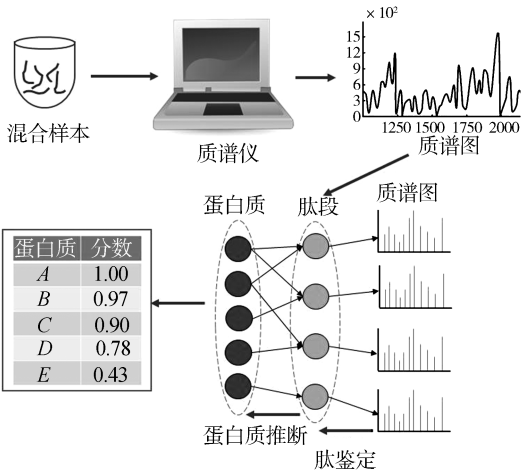 × 10²
15
12
9
6
3
0
1250 1500 1750 2000
混合样本
质谱仪
质谱图
蛋白质
肽段
质谱图
蛋白质 分数
A 1.00
B 0.97
C 0.90
D 0.78
E 0.43
蛋白质推断
肽鉴定